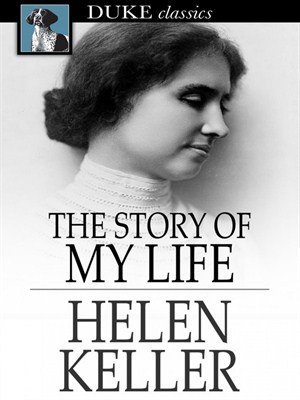 DUKE classics
THE STORY OF
MY LIFE
HELEN
KELLER